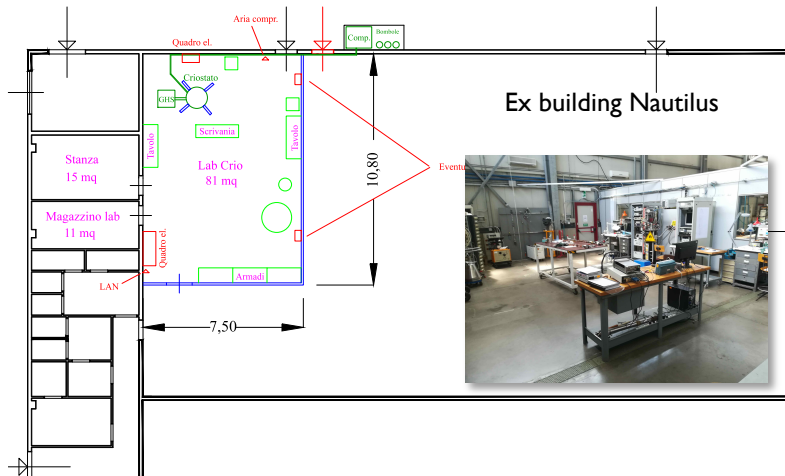 Aria compr.
Quadro el.
Comp.
Bombole
Criostato
GHS
Ex building Nautilus
Tavolo
Scrivania
Tavolo
Stanza
15 mq
Lab Crio
81 mq
10,80
Eventu
Magazzino lab
11 mq
Quadro el.
LAN
Armadi
7,50